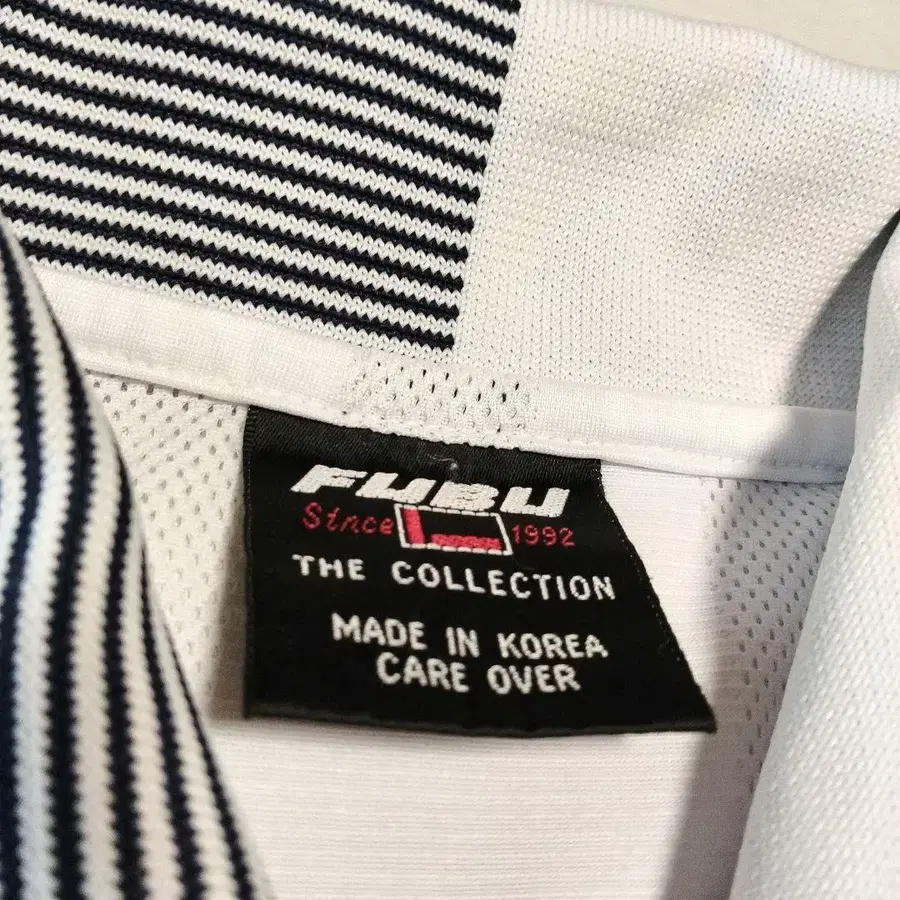 FUBU
Since L 1992
THE COLLECTION
MADE IN KOREA
CARE OVER